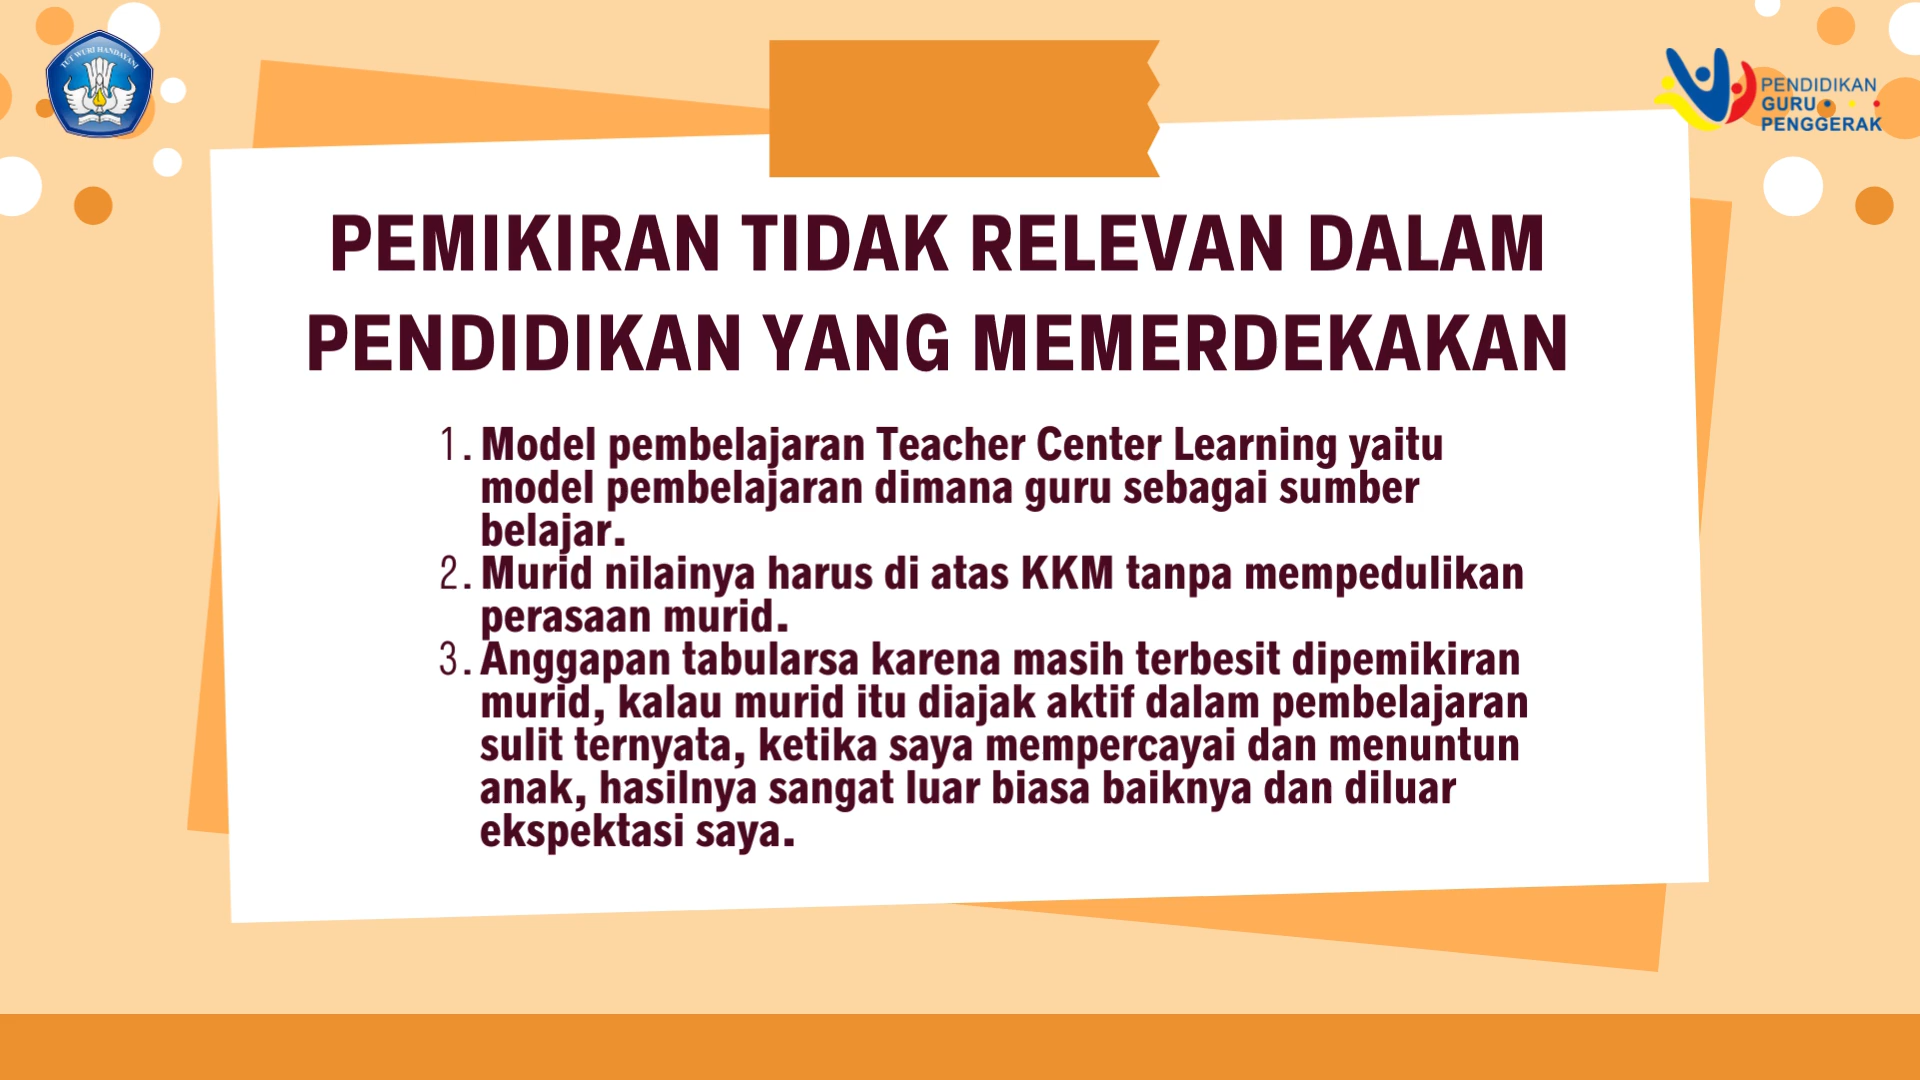 TUT WURI HANDAYANI
PENDIDIKAN
GURU
PENGGERAK
PEMIKIRAN TIDAK RELEVAN DALAM
PENDIDIKAN YANG MEMERDEKAKAN
1. Model pembelajaran Teacher Center Learning yaitu
model pembelajaran dimana guru sebagai sumber
belajar.
2. Murid nilainya harus di atas KKM tanpa mempedulikan
perasaan murid.
3. Anggapan tabularsa karena masih terbesit dipemikiran
murid, kalau murid itu diajak aktif dalam pembelajaran
sulit ternyata, ketika saya mempercayai dan menuntun
anak, hasilnya sangat luar biasa baiknya dan diluar
ekspektasi saya.